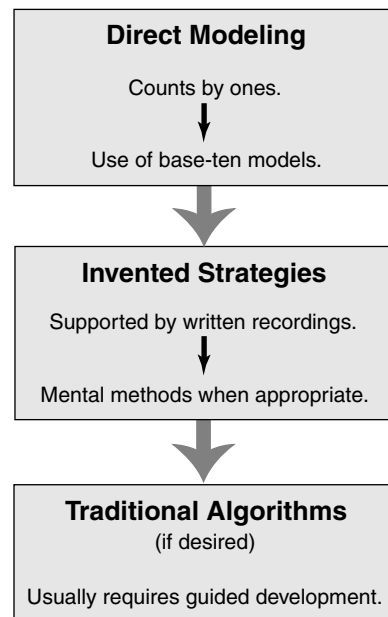 Direct Modeling
Counts by ones.
Use of base-ten models.
Invented Strategies
Supported by written recordings.
Mental methods when appropriate.
Traditional Algorithms
(if desired)
Usually requires guided development.